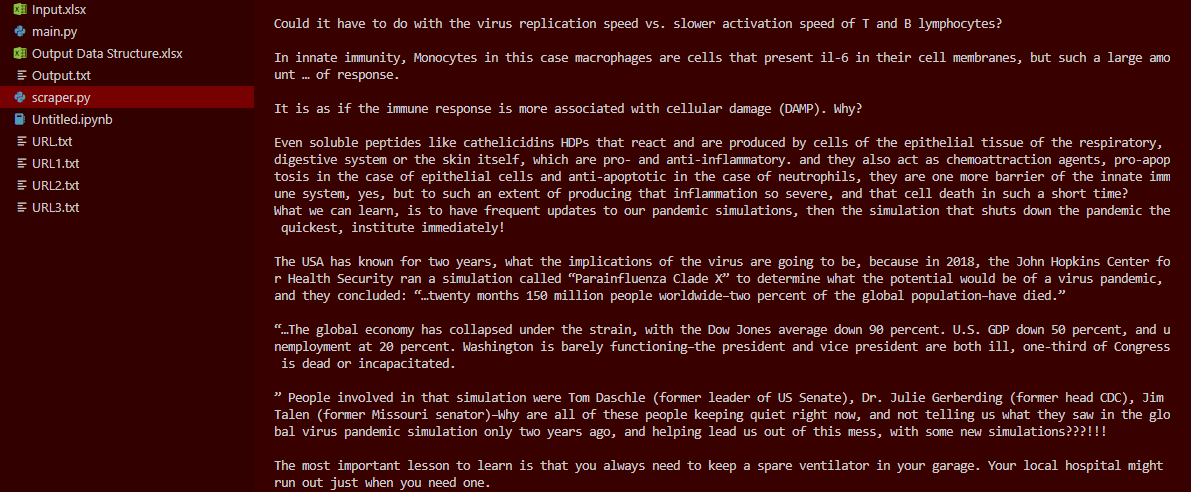 Input.xlsx
main.py
Output Data Structure.xlsx
Output.txt
scraper.py
Untitled.ipynb
URL.txt
URL1.txt
URL2.txt
URL3.txt
Could it have to do with the virus replication speed vs. slower activation speed of T and B lymphocytes?
In innate immunity, Monocytes in this case macrophages are cells that present il-6 in their cell membranes, but such a large amo
unt … of response.
It is as if the immune response is more associated with cellular damage (DAMP). Why?
Even soluble peptides like cathelicidins HDPs that react and are produced by cells of the epithelial tissue of the respiratory,
digestive system or the skin itself, which are pro- and anti-inflammatory. and they also act as chemoattraction agents, pro-apop
tosis in the case of epithelial cells and anti-apoptotic in the case of neutrophils, they are one more barrier of the innate imm
une system, yes, but to such an extent of producing that inflammation so severe, and that cell death in such a short time?
What we can learn, is to have frequent updates to our pandemic simulations, then the simulation that shuts down the pandemic the
quickest, institute immediately!
The USA has known for two years, what the implications of the virus are going to be, because in 2018, the John Hopkins Center fo
r Health Security ran a simulation called “Parainfluenza Clade X” to determine what the potential would be of a virus pandemic,
and they concluded: “…twenty months 150 million people worldwide–two percent of the global population–have died.”
“…The global economy has collapsed under the strain, with the Dow Jones average down 90 percent. U.S. GDP down 50 percent, and u
nemployment at 20 percent. Washington is barely functioning–the president and vice president are both ill, one-third of Congress
is dead or incapacitated.
” People involved in that simulation were Tom Daschle (former leader of US Senate), Dr. Julie Gerberding (former head CDC), Jim
Talen (former Missouri senator)–Why are all of these people keeping quiet right now, and not telling us what they saw in the glo
bal virus pandemic simulation only two years ago, and helping lead us out of this mess, with some new simulations???!!!
The most important lesson to learn is that you always need to keep a spare ventilator in your garage. Your local hospital might
run out just when you need one.